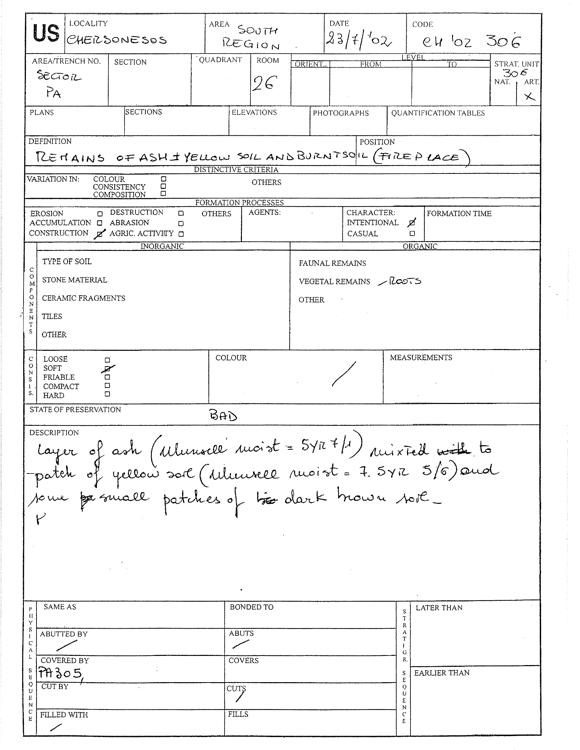 US
LOCALITY
CHERSONESOS
AREA SOUTH
REGION
DATE
23/7/'02
CODE
CH '02 306
AREA/TRENCH NO.
SECTOR
PA
SECTION
QUADRANT
ROOM
26
LEVEL
ORIENT. FROM TO
STRAT. UNIT
306
NAT. ART.
X
PLANS
SECTIONS
ELEVATIONS
PHOTOGRAPHS
QUANTIFICATION TABLES
DEFINITION
POSITION
REMAINS OF ASH + YELLOW SOIL AND BURNT SOIL (FIREPLACE)
DISTINCTIVE CRITERIA
VARIATION IN: COLOUR
CONSISTENCY
COMPOSITION
OTHERS
FORMATION PROCESSES
EROSION
ACCUMULATION
CONSTRUCTION
DESTRUCTION
ABRASION
AGRIC. ACTIVITY
OTHERS
AGENTS:
CHARACTER:
INTENTIONAL
CASUAL
FORMATION TIME
COMPONENTS
INORGANIC
TYPE OF SOIL
STONE MATERIAL
CERAMIC FRAGMENTS
TILES
OTHER
ORGANIC
FAUNAL REMAINS
VEGETAL REMAINS - ROOTS
OTHER
CONSIS.
LOOSE
SOFT
FRIABLE
COMPACT
HARD
COLOUR
/
MEASUREMENTS
STATE OF PRESERVATION
BAD
DESCRIPTION
Layer of ash (Munsell moist = 5YR 7/1) mixted with to
patch of yellow soil (Munsell moist = 7.5YR 5/6) and
some small patches of dark brown soil_
PHYSICAL SEQUENCE
SAME AS
BONDED TO
ABUTTED BY
/
ABUTS
/
COVERED BY
PA305,
COVERS
CUT BY
CUTS
/
FILLED WITH
/
FILLS
STRATIGR. SEQUENCE
LATER THAN
EARLIER THAN